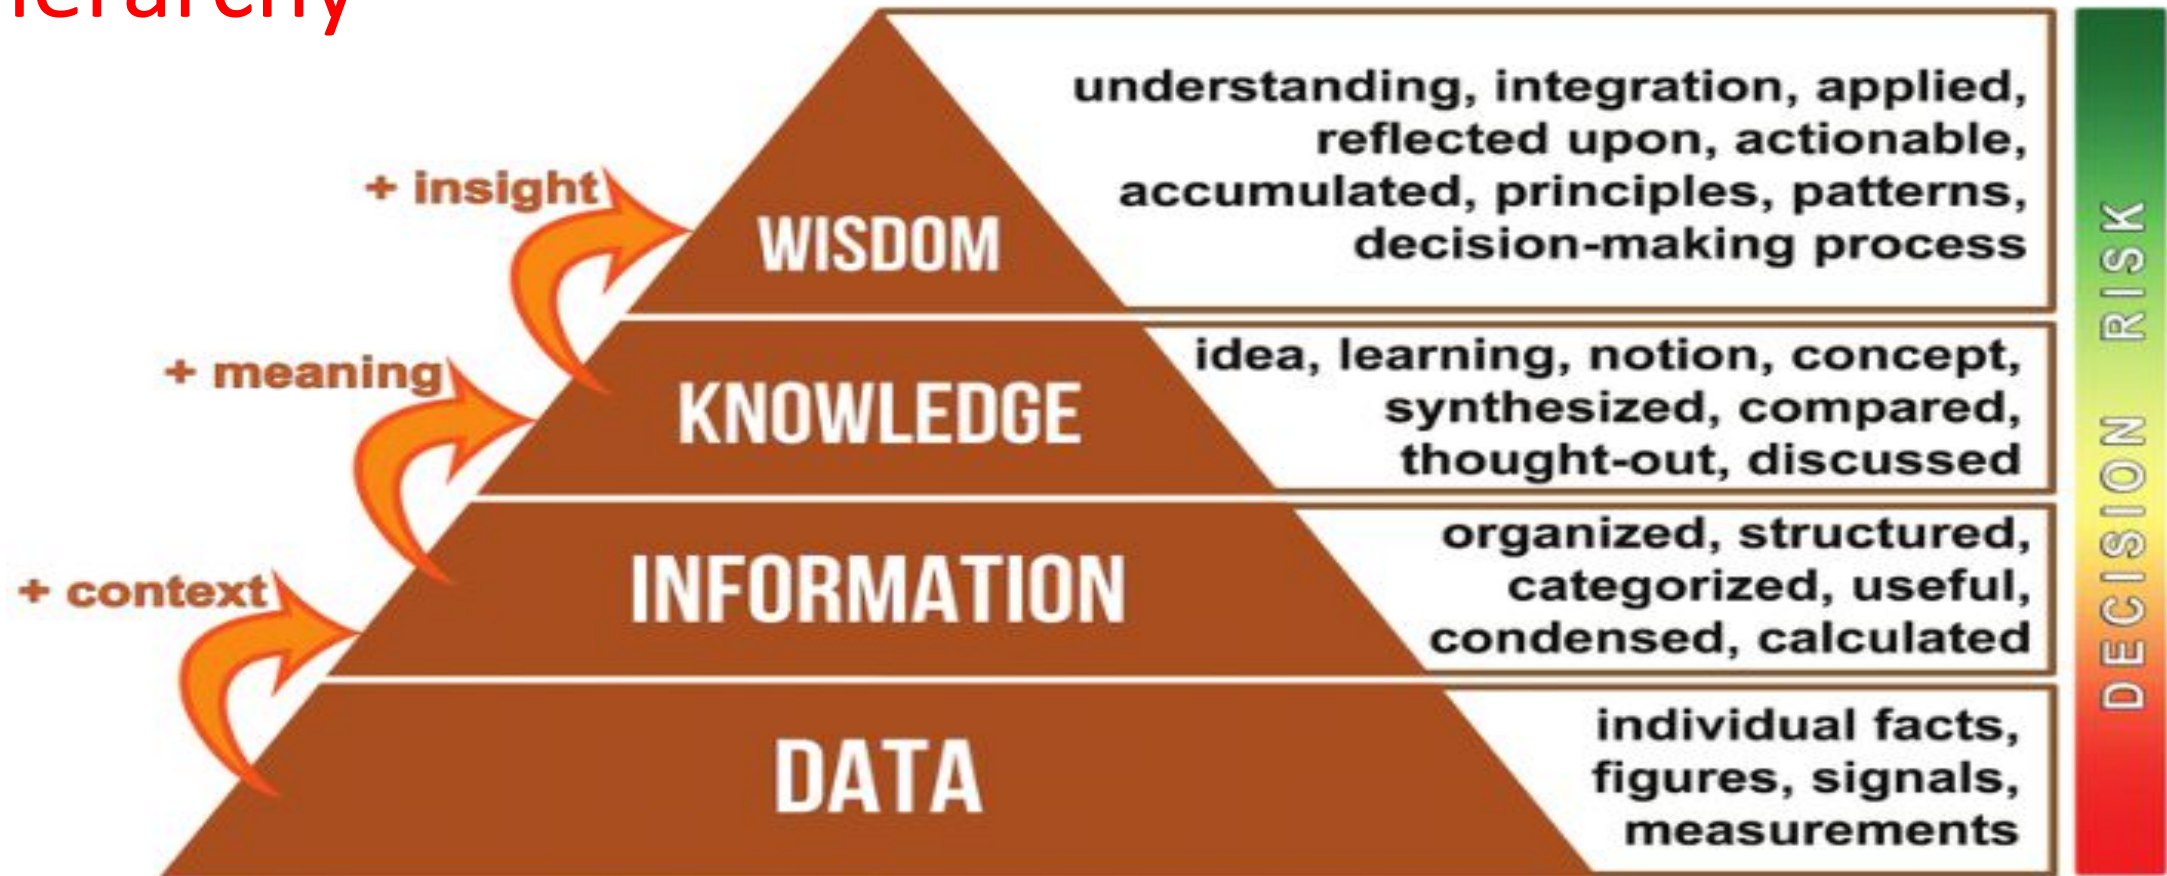 ierarchy
understanding, integration, applied,
reflected upon, actionable,
accumulated, principles, patterns,
decision-making process
+ insight
WISDOM
idea, learning, notion, concept,
synthesized, compared,
thought-out, discussed
+ meaning
KNOWLEDGE
organized, structured,
categorized, useful,
condensed, calculated
+ context
INFORMATION
individual facts,
figures, signals,
measurements
DATA
DECISION RISK